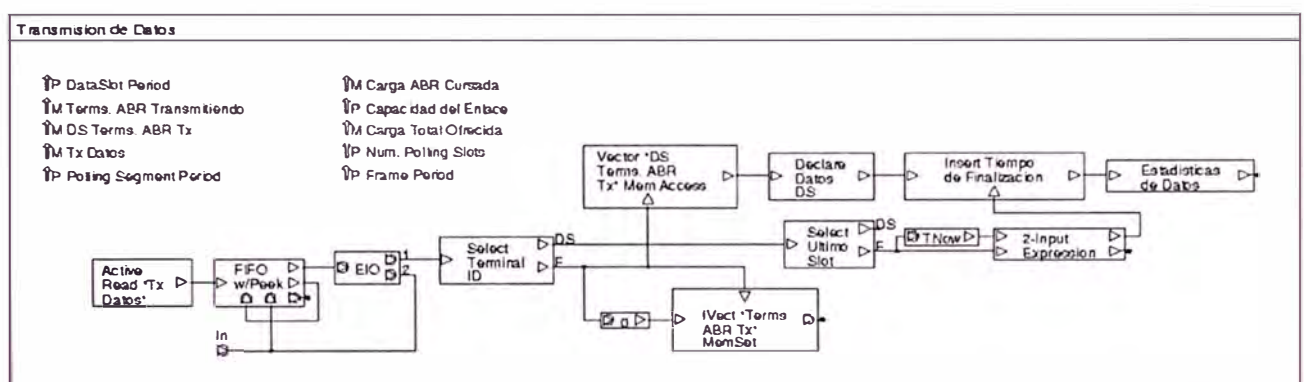 Transmision de Datos
⇑P DataSlot Period
⇑M Terms. ABR Transmitiendo
⇑M DS Terms. ABR Tx
⇑M Tx Datos
⇑P Polling Segment Period
⇑M Carga ABR Cursada
⇑P Capacidad del Enlace
⇑M Carga Total Ofrecida
⇑P Num. Polling Slots
⇑P Frame Period
Vector "DS
Terms. ABR
Tx" Mem Access
Declare
Datos
DS
Insert Tiempo
de Finalizacion
Estadisticas
de Datos
Active
Read "Tx
Datos"
FIFO
w/Peek
EIO
1
2
Select
Terminal
ID
DS
F
Select
Ultimo
Slot
DS
F
TNow
2-Input
Expression
In
0
IVect "Terms
ABR Tx"
MemSet